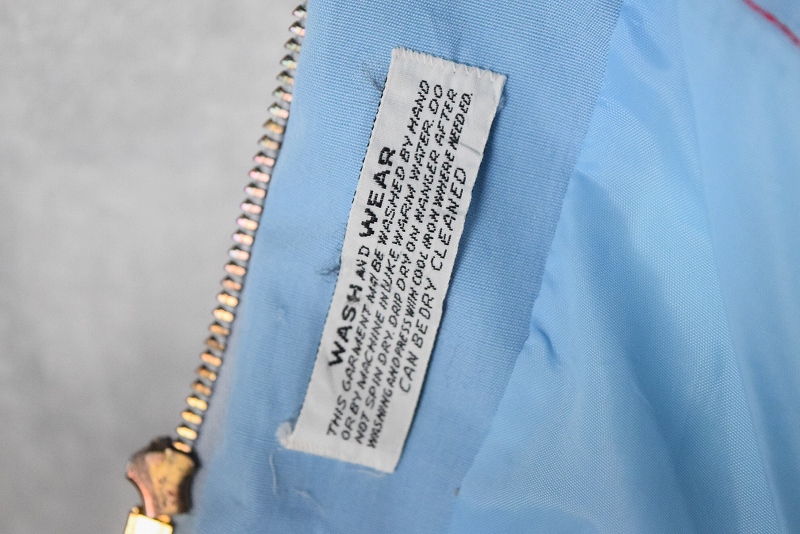 WASH AND WEAR
THIS GARMENT MAY BE WASHED BY HAND
OR BY MACHINE IN LUKE WARM WATER. DO
NOT SPIN DRY. DRIP DRY ON HANGER AFTER
WASHING AND PRESS WITH COOL IRON WHERE NEEDED.
CAN BE DRY CLEANED